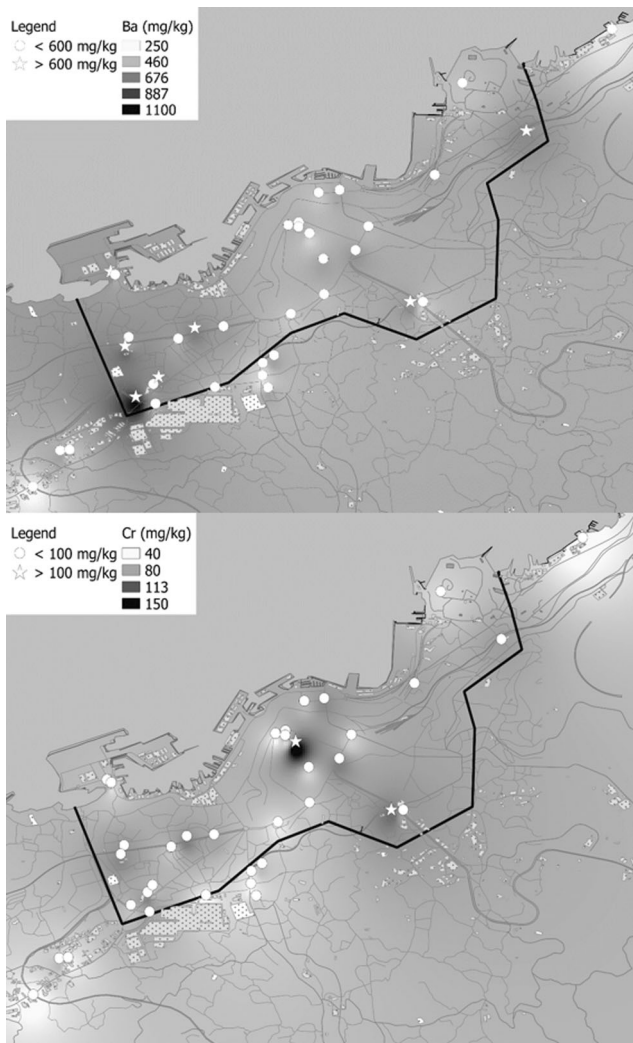 Legend
< 600 mg/kg
> 600 mg/kg
Ba (mg/kg)
250
460
676
887
1100
Legend
< 100 mg/kg
> 100 mg/kg
Cr (mg/kg)
40
80
113
150